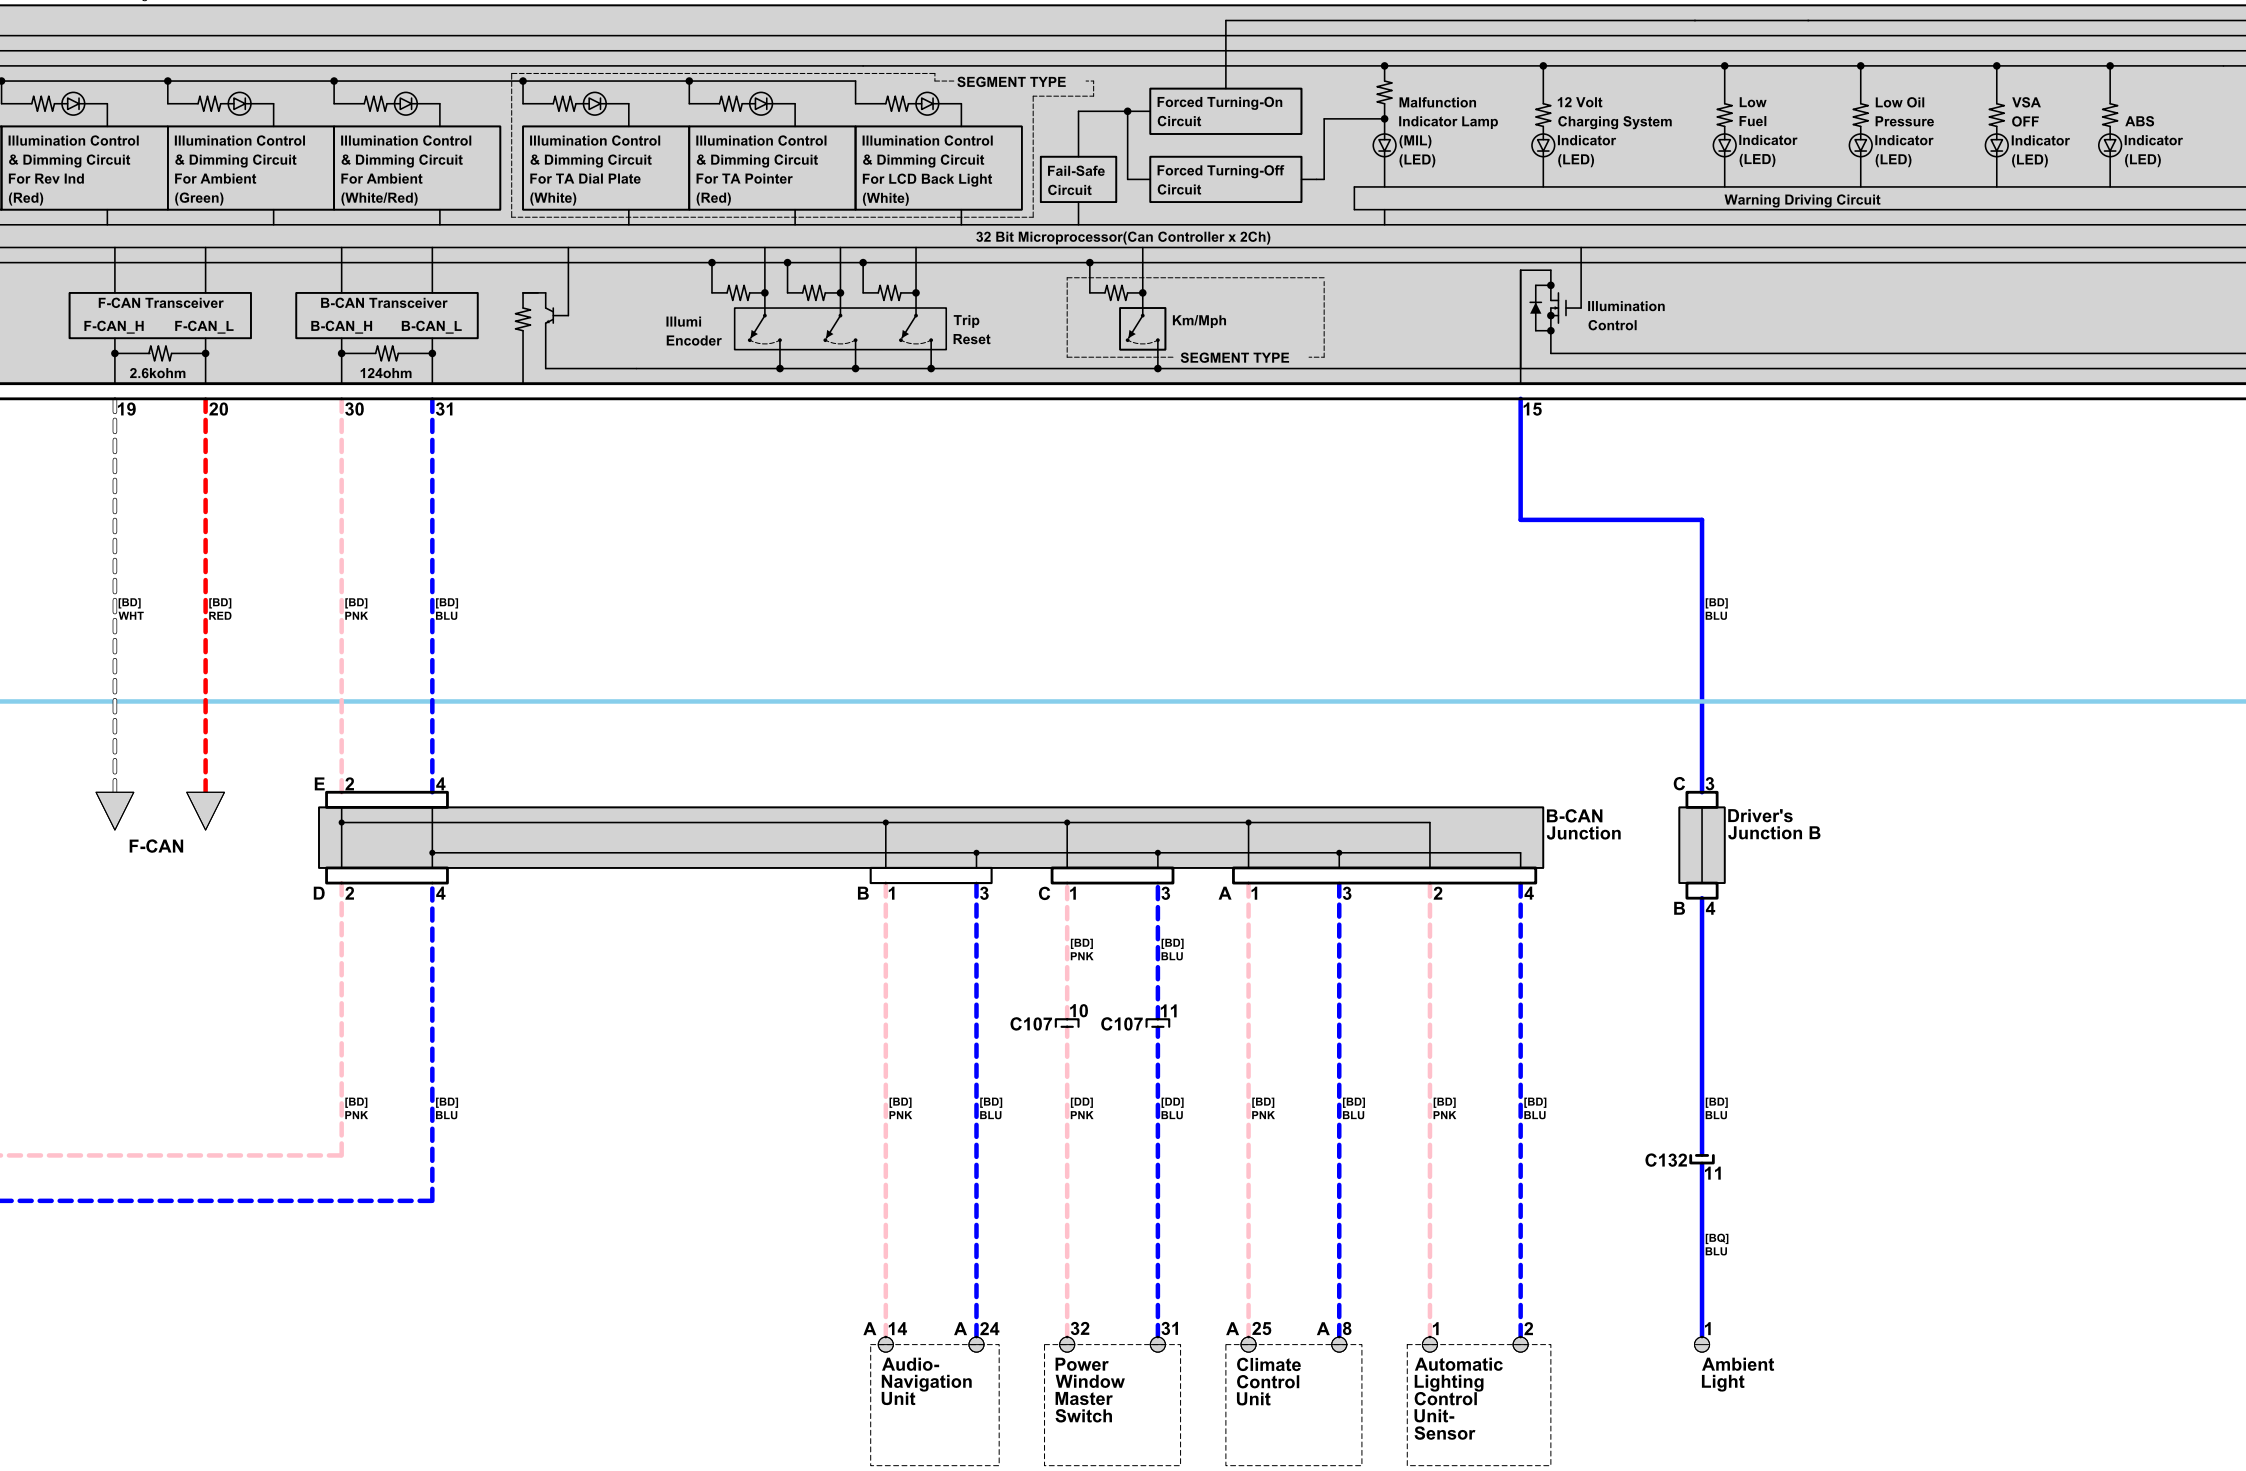 SEGMENT TYPE
Illumination Control
& Dimming Circuit
For Rev Ind
(Red)
Illumination Control
& Dimming Circuit
For Ambient
(Green)
Illumination Control
& Dimming Circuit
For Ambient
(White/Red)
Illumination Control
& Dimming Circuit
For TA Dial Plate
(White)
Illumination Control
& Dimming Circuit
For TA Pointer
(Red)
Illumination Control
& Dimming Circuit
For LCD Back Light
(White)
Fail-Safe
Circuit
Forced Turning-On
Circuit
Forced Turning-Off
Circuit
Malfunction
Indicator Lamp
(MIL)
(LED)
12 Volt
Charging System
Indicator
(LED)
Low
Fuel
Indicator
(LED)
Low Oil
Pressure
Indicator
(LED)
VSA
OFF
Indicator
(LED)
ABS
Indicator
(LED)
Warning Driving Circuit
32 Bit Microprocessor(Can Controller x 2Ch)
F-CAN Transceiver
F-CAN_H F-CAN_L
2.6kohm
B-CAN Transceiver
B-CAN_H B-CAN_L
124ohm
Illumi
Encoder
Trip
Reset
Km/Mph
SEGMENT TYPE
Illumination
Control
19 20 30 31 15
[BD]
WHT
[BD]
RED
[BD]
PNK
[BD]
BLU
[BD]
BLU
F-CAN
E 2 4
B-CAN
Junction
C 3
Driver's
Junction B
D 2 4
B 1 3
C 1 3
A 1 3 2 4
B 4
[BD]
PNK
[BD]
BLU
C107 10
C107 11
[BD]
PNK
[BD]
BLU
[BD]
PNK
[BD]
BLU
[DD]
PNK
[DD]
BLU
[BD]
PNK
[BD]
BLU
[BD]
PNK
[BD]
BLU
[BD]
BLU
C132
11
[BQ]
BLU
A 14 A 24
Audio-
Navigation
Unit
32 31
Power
Window
Master
Switch
A 25 A 8
Climate
Control
Unit
1 2
Automatic
Lighting
Control
Unit-
Sensor
1
Ambient
Light